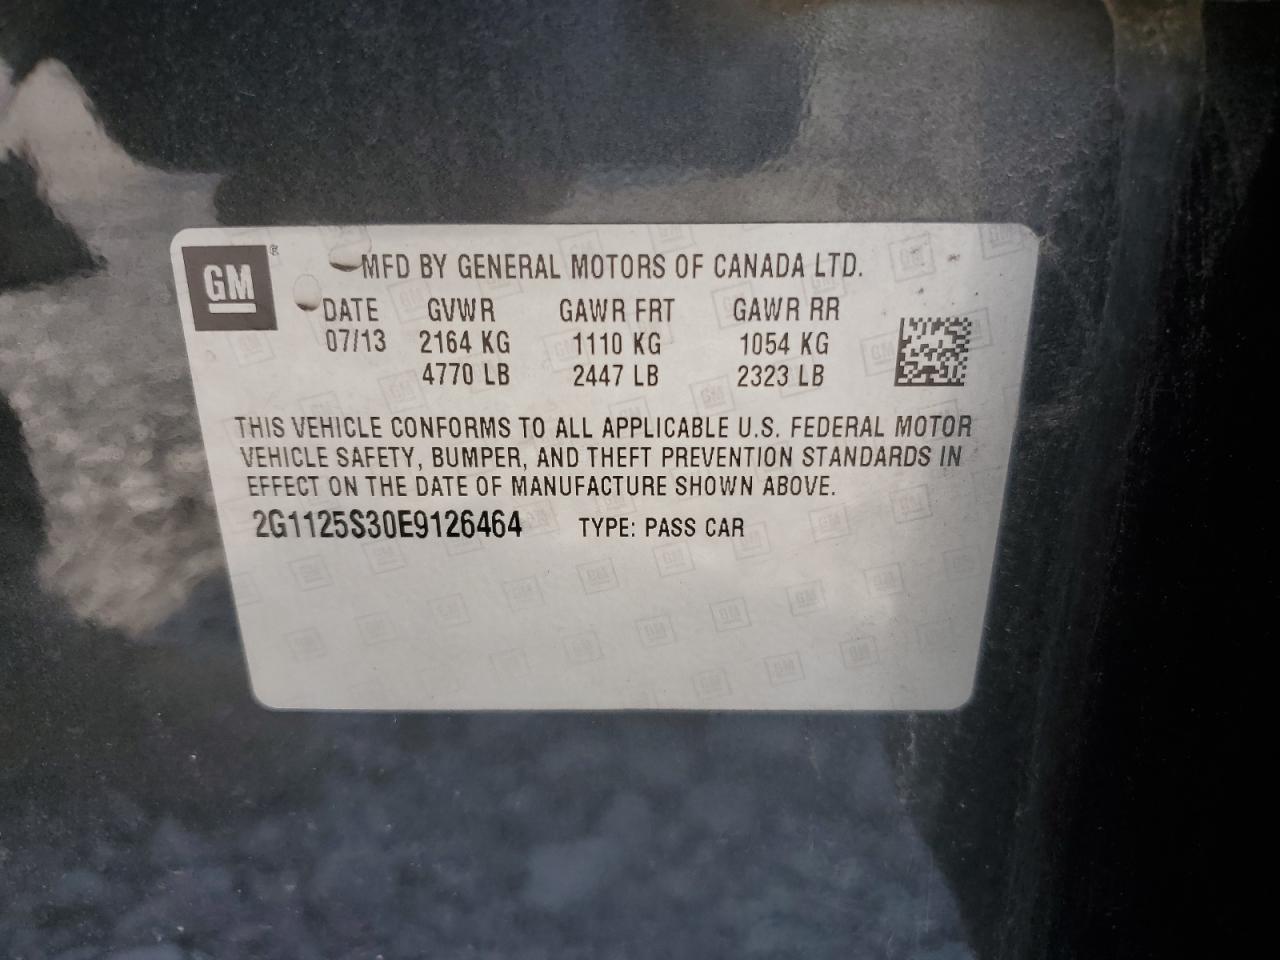 GM ®
MFD BY GENERAL MOTORS OF CANADA LTD.
DATE GVWR GAWR FRT GAWR RR
07/13 2164 KG 1110 KG 1054 KG
4770 LB 2447 LB 2323 LB
THIS VEHICLE CONFORMS TO ALL APPLICABLE U.S. FEDERAL MOTOR
VEHICLE SAFETY, BUMPER, AND THEFT PREVENTION STANDARDS IN
EFFECT ON THE DATE OF MANUFACTURE SHOWN ABOVE.
2G1125S30E9126464 TYPE: PASS CAR